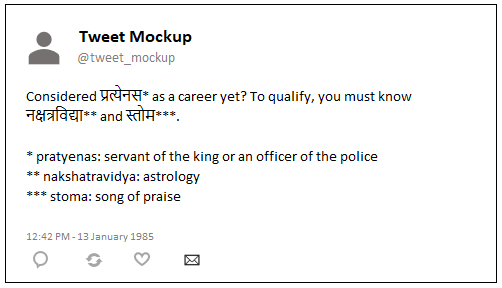 Tweet Mockup
@tweet_mockup
Considered प्रत्येनस* as a career yet? To qualify, you must know
नक्षत्रविद्या** and स्तोम***.
* pratyenas: servant of the king or an officer of the police
** nakshatravidya: astrology
*** stoma: song of praise
12:42 PM - 13 January 1985